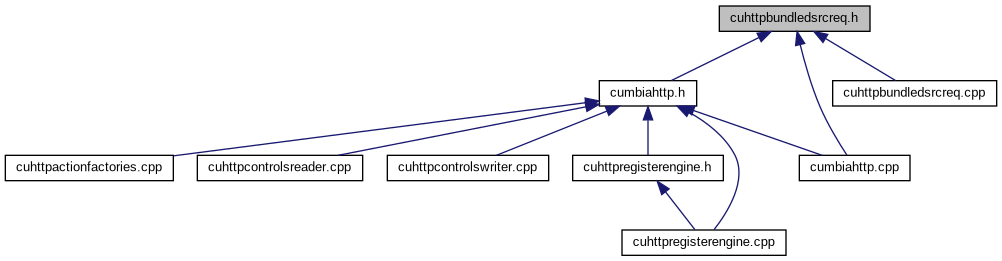 cuhttpbundledsrcreq.h
cumbiahttp.h
cuhttpbundledsrcreq.cpp
cuhttpactionfactories.cpp
cuhttpcontrolsreader.cpp
cuhttpcontrolswriter.cpp
cuhttpregisterengine.h
cumbiahttp.cpp
cuhttpregisterengine.cpp